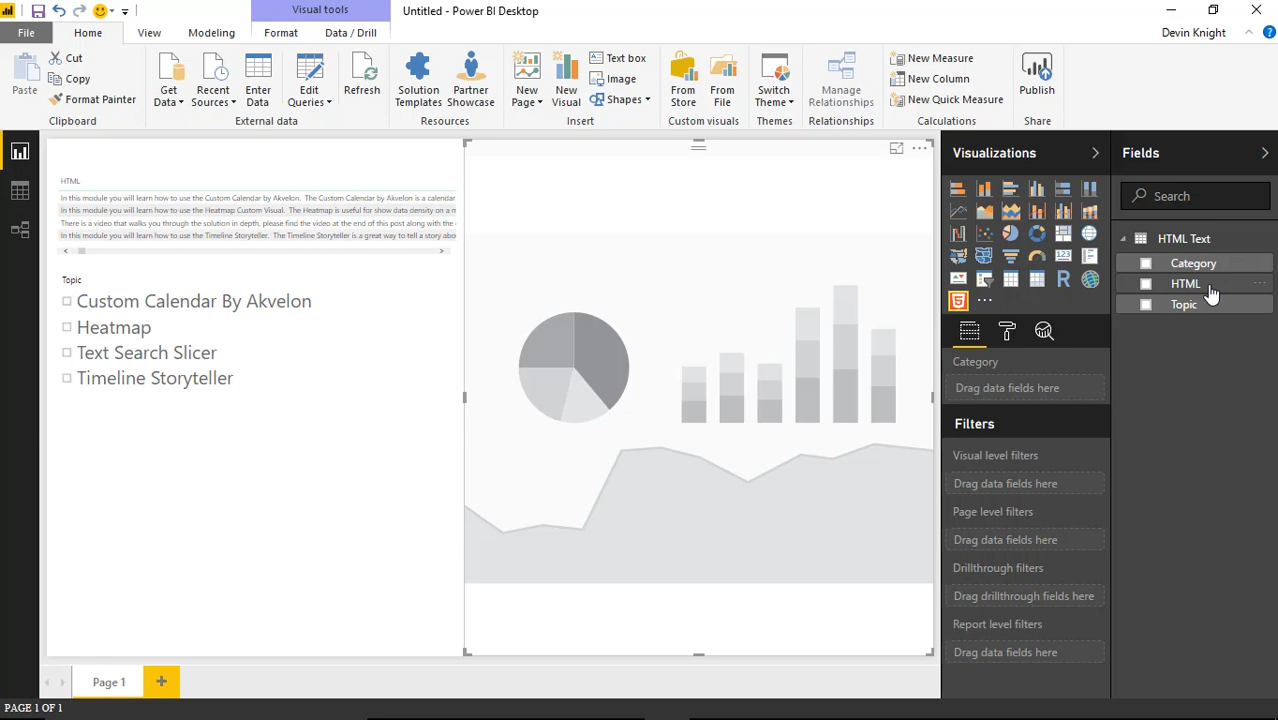 Visual tools
Untitled - Power BI Desktop
File
Home
View
Modeling
Format
Data / Drill
Devin Knight
Paste
Cut
Copy
Format Painter
Clipboard
Get Data
Recent Sources
Enter Data
External data
Edit Queries
Refresh
Solution Templates
Partner Showcase
Resources
New Page
New Visual
Text box
Image
Shapes
Insert
From Store
From File
Custom visuals
Switch Theme
Themes
Manage Relationships
Relationships
New Measure
New Column
New Quick Measure
Calculations
Publish
Share
HTML
In this module you will learn how to use the Custom Calendar by Akvelon. The Custom Calendar by Akvelon is a calendar
In this module you will learn how to use the Heatmap Custom Visual. The Heatmap is useful for show data density on a m
There is a video that walks you through the solution in depth, please find the video at the end of this post along with the
In this module you will learn how to use the Timeline Storyteller. The Timeline Storyteller is a great way to tell a story abou
Topic
Custom Calendar By Akvelon
Heatmap
Text Search Slicer
Timeline Storyteller
Visualizations
R
5
Category
Drag data fields here
Filters
Visual level filters
Drag data fields here
Page level filters
Drag data fields here
Drillthrough filters
Drag drillthrough fields here
Report level filters
Drag data fields here
Fields
Search
HTML Text
Category
HTML
Topic
Page 1
PAGE 1 OF 1